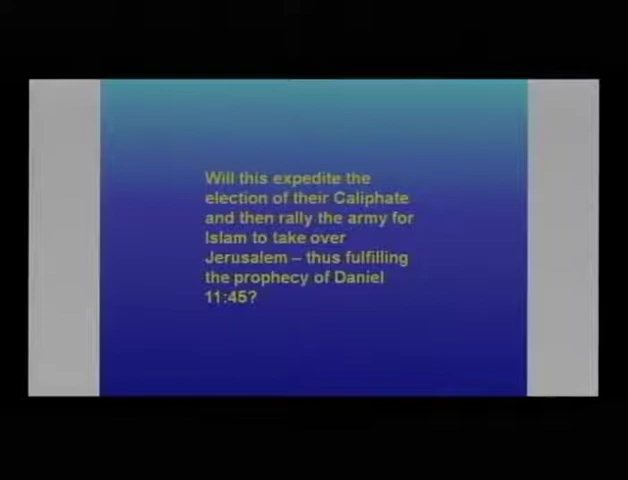 Will this expedite the
election of their Caliphate
and then rally the army for
Islam to take over
Jerusalem – thus fulfilling
the prophecy of Daniel
11:45?